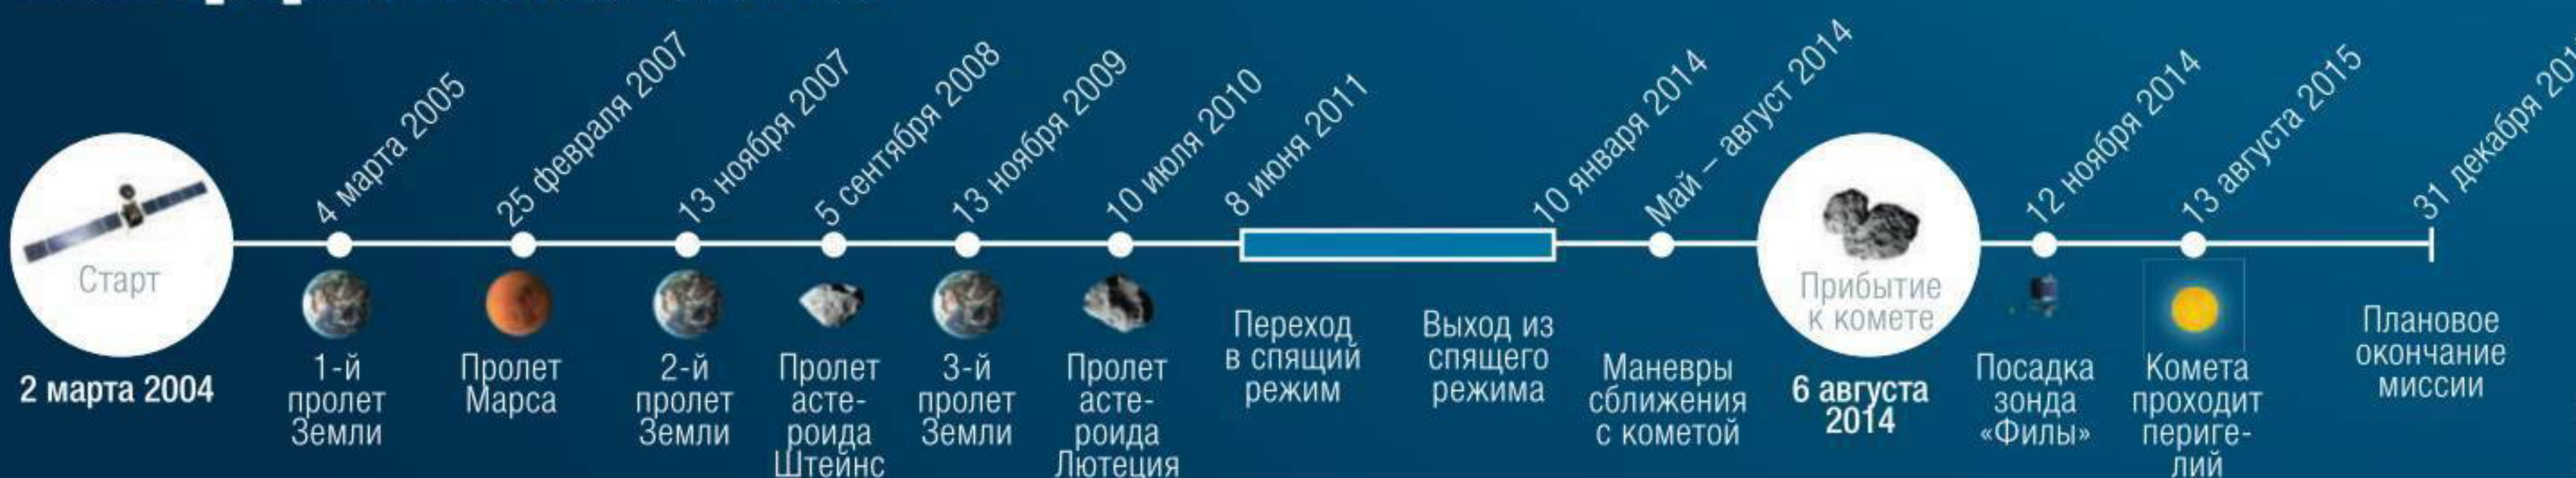 4 марта 2005
25 февраля 2007
13 ноября 2007
5 сентября 2008
13 ноября 2009
10 июля 2010
8 июня 2011
10 января 2014
Май – август 2014
12 ноября 2014
13 августа 2015
31 декабря
Старт
2 марта 2004
1-й
пролет
Земли
Пролет
Марса
2-й
пролет
Земли
Пролет
асте-
роида
Штейнс
3-й
пролет
Земли
Пролет
асте-
роида
Лютеция
Переход
в спящий
режим
Выход из
спящего
режима
Маневры
сближения
с кометой
Прибытие
к комете
6 августа
2014
Посадка
зонда
«Филы»
Комета
проходит
периге-
лий
Плановое
окончание
миссии